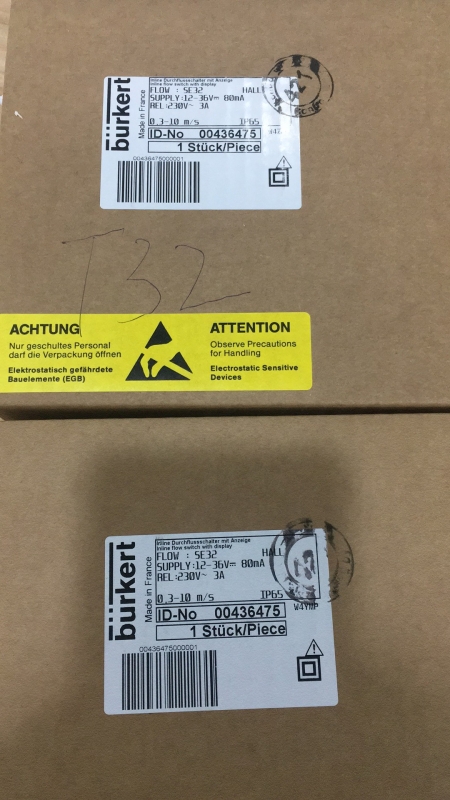 bürkert
Made in France
Inline Durchflussschalter mit Anzeige
Inline flow switch with display
FLOW : SE32 HALL
SUPPLY:12-36V⎓ 80mA
REL:230V~ 3A
0,3-10 m/s IP65
ID-No 00436475
1 Stück/Piece
00436475000001
T32
ACHTUNG
Nur geschultes Personal
darf die Verpackung öffnen
Elektrostatisch gefährdete
Bauelemente (EGB)
ATTENTION
Observe Precautions
for Handling
Electrostatic Sensitive
Devices
bürkert
Made in France
Inline Durchflussschalter mit Anzeige
Inline flow switch with display
FLOW : SE32 HALL
SUPPLY:12-36V⎓ 80mA
REL:230V~ 3A
0,3-10 m/s IP65
W4YMP
ID-No 00436475
1 Stück/Piece
00436475000001